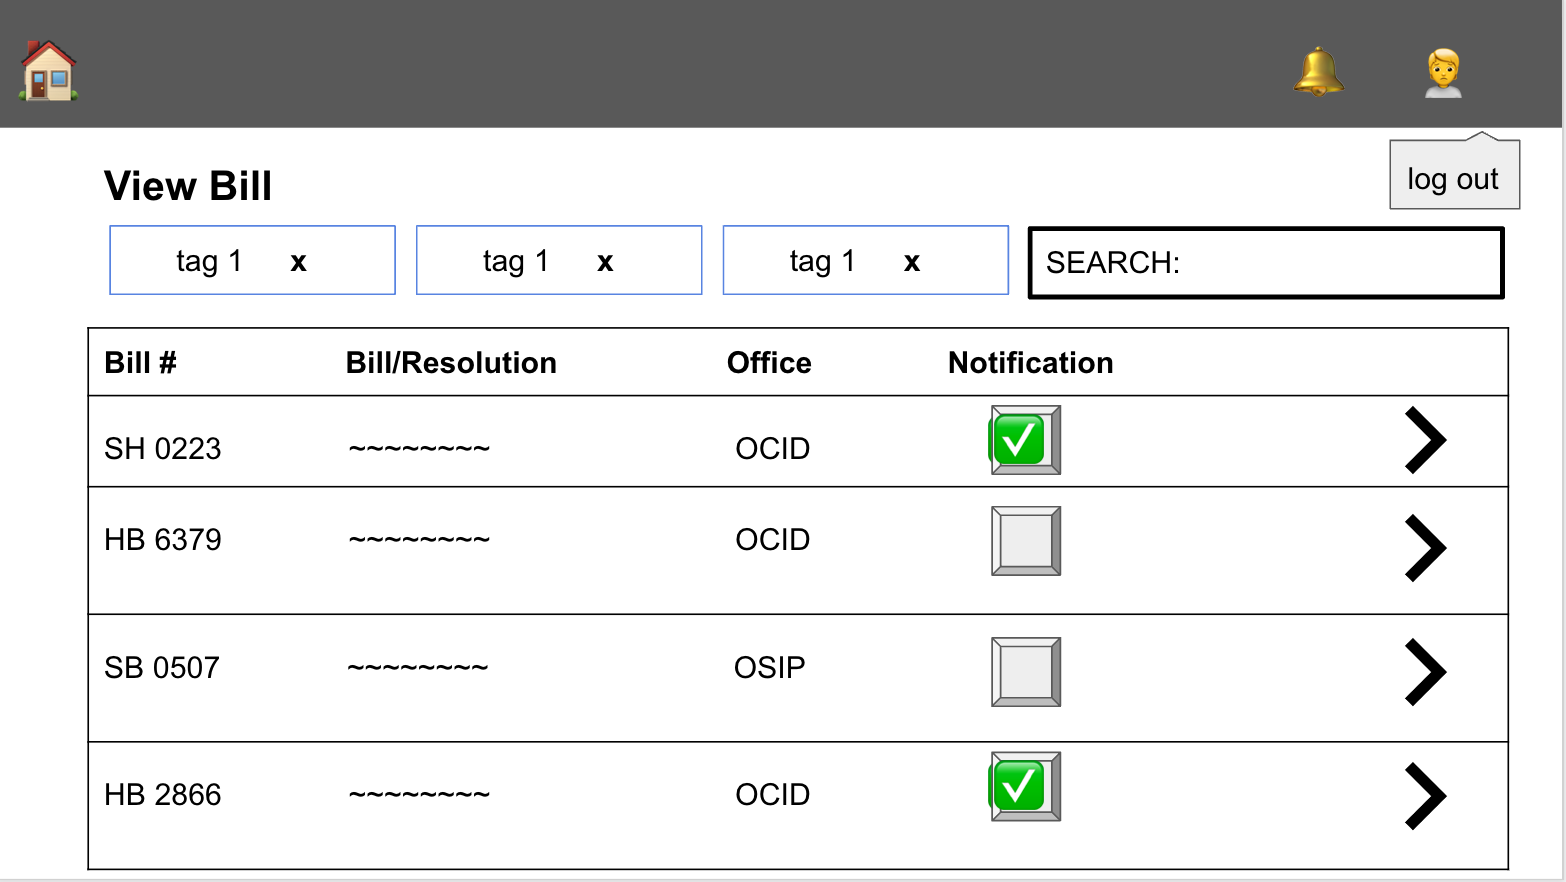 log out
View Bill
tag 1 x tag 1 x tag 1 x SEARCH:
Bill # Bill/Resolution Office Notification
SH 0223 ~~~~~~~~ OCID
HB 6379 ~~~~~~~~ OCID
SB 0507 ~~~~~~~~ OSIP
HB 2866 ~~~~~~~~ OCID